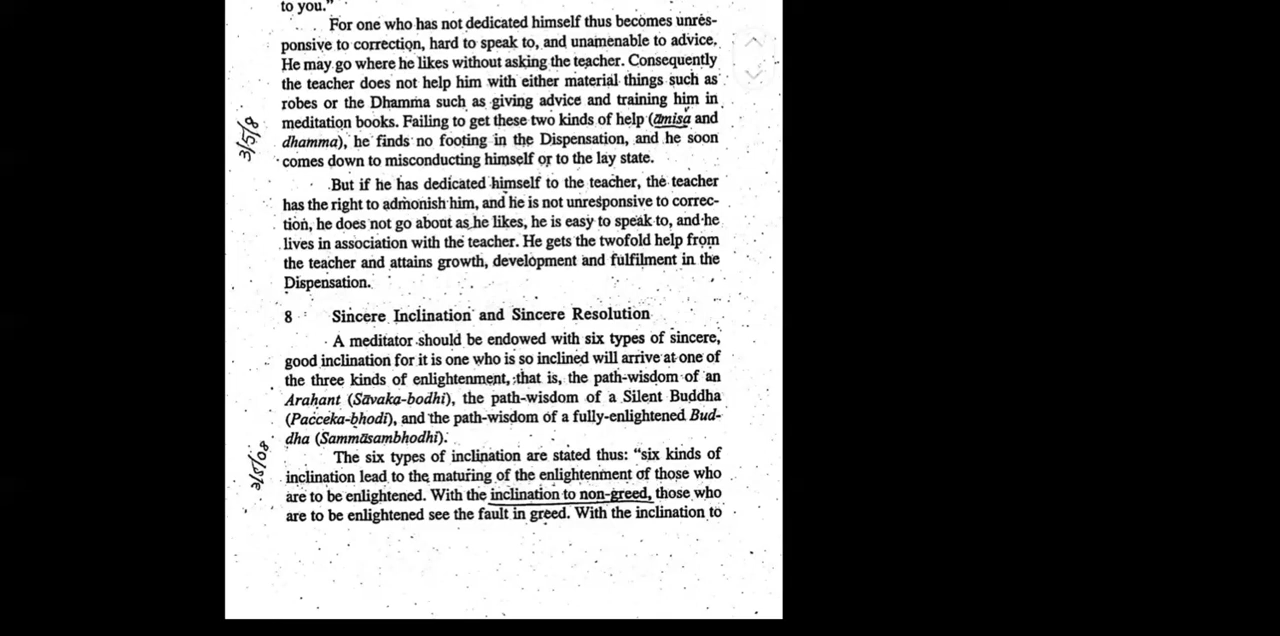 to you."
For one who has not dedicated himself thus becomes unres-
ponsive to correction, hard to speak to, and unamenable to advice.
He may go where he likes without asking the teacher. Consequently
the teacher does not help him with either material things such as
robes or the Dhamma such as giving advice and training him in
meditation books. Failing to get these two kinds of help (āmisa and
dhamma), he finds no footing in the Dispensation, and he soon
comes down to misconducting himself or to the lay state.
But if he has dedicated himself to the teacher, the teacher
has the right to admonish him, and he is not unresponsive to correc-
tion, he does not go about as he likes, he is easy to speak to, and he
lives in association with the teacher. He gets the twofold help from
the teacher and attains growth, development and fulfilment in the
Dispensation.
8 Sincere Inclination and Sincere Resolution
A meditator should be endowed with six types of sincere,
good inclination for it is one who is so inclined will arrive at one of
the three kinds of enlightenment, that is, the path-wisdom of an
Arahant (Sāvaka-bodhi), the path-wisdom of a Silent Buddha
(Pacceka-bhodi), and the path-wisdom of a fully-enlightened Bud-
dha (Sammāsambhodhi).
The six types of inclination are stated thus: "six kinds of
inclination lead to the maturing of the enlightenment of those who
are to be enlightened. With the inclination to non-greed, those who
are to be enlightened see the fault in greed. With the inclination to
3/5/8
3/5/08